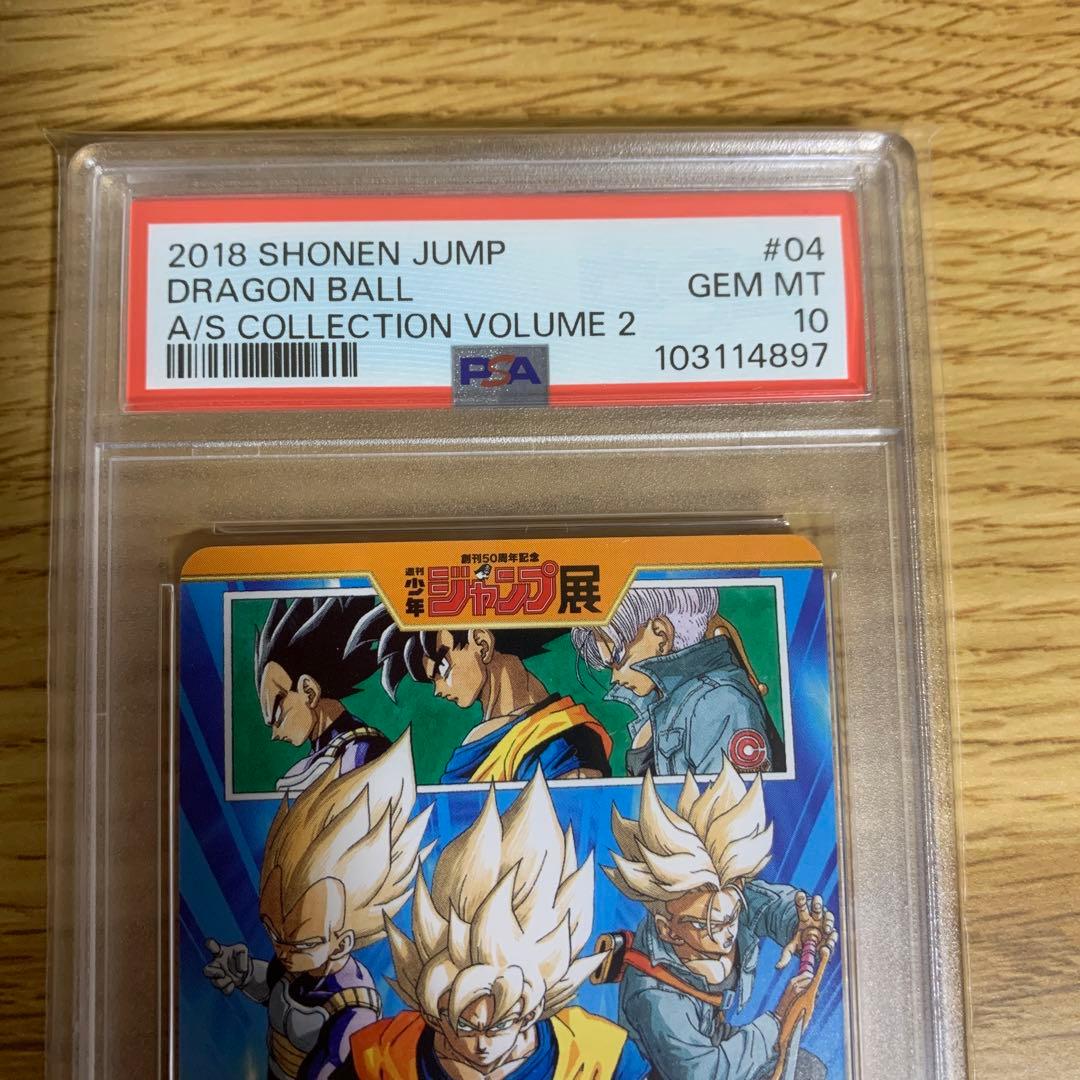 2018 SHONEN JUMP #04
DRAGON BALL GEM MT
A/S COLLECTION VOLUME 2 10
103114897
PSA
創刊50周年記念
週刊少年ジャンプ展